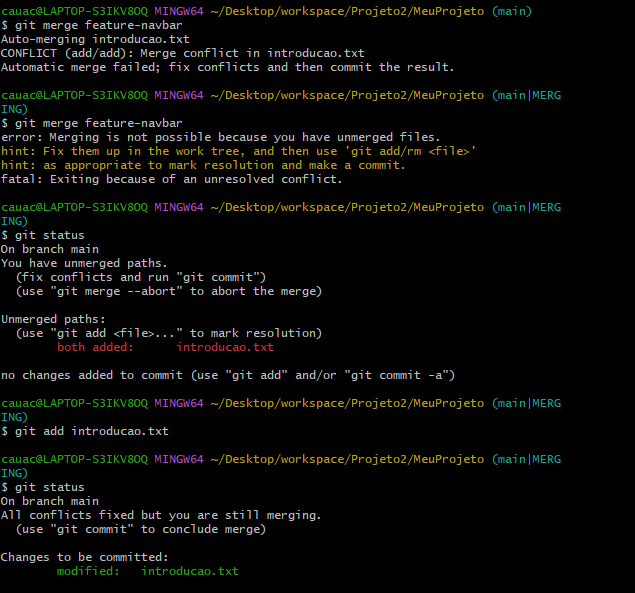 cauac@LAPTOP-S3IKV8OQ MINGW64 ~/Desktop/workspace/Projeto2/MeuProjeto (main)
$ git merge feature-navbar
Auto-merging introducao.txt
CONFLICT (add/add): Merge conflict in introducao.txt
Automatic merge failed; fix conflicts and then commit the result.

cauac@LAPTOP-S3IKV8OQ MINGW64 ~/Desktop/workspace/Projeto2/MeuProjeto (main|MERG
ING)
$ git merge feature-navbar
error: Merging is not possible because you have unmerged files.
hint: Fix them up in the work tree, and then use 'git add/rm <file>'
hint: as appropriate to mark resolution and make a commit.
fatal: Exiting because of an unresolved conflict.

cauac@LAPTOP-S3IKV8OQ MINGW64 ~/Desktop/workspace/Projeto2/MeuProjeto (main|MERG
ING)
$ git status
On branch main
You have unmerged paths.
  (fix conflicts and run "git commit")
  (use "git merge --abort" to abort the merge)

Unmerged paths:
  (use "git add <file>..." to mark resolution)
        both added:      introducao.txt

no changes added to commit (use "git add" and/or "git commit -a")

cauac@LAPTOP-S3IKV8OQ MINGW64 ~/Desktop/workspace/Projeto2/MeuProjeto (main|MERG
ING)
$ git add introducao.txt

cauac@LAPTOP-S3IKV8OQ MINGW64 ~/Desktop/workspace/Projeto2/MeuProjeto (main|MERG
ING)
$ git status
On branch main
All conflicts fixed but you are still merging.
  (use "git commit" to conclude merge)

Changes to be committed:
        modified:   introducao.txt